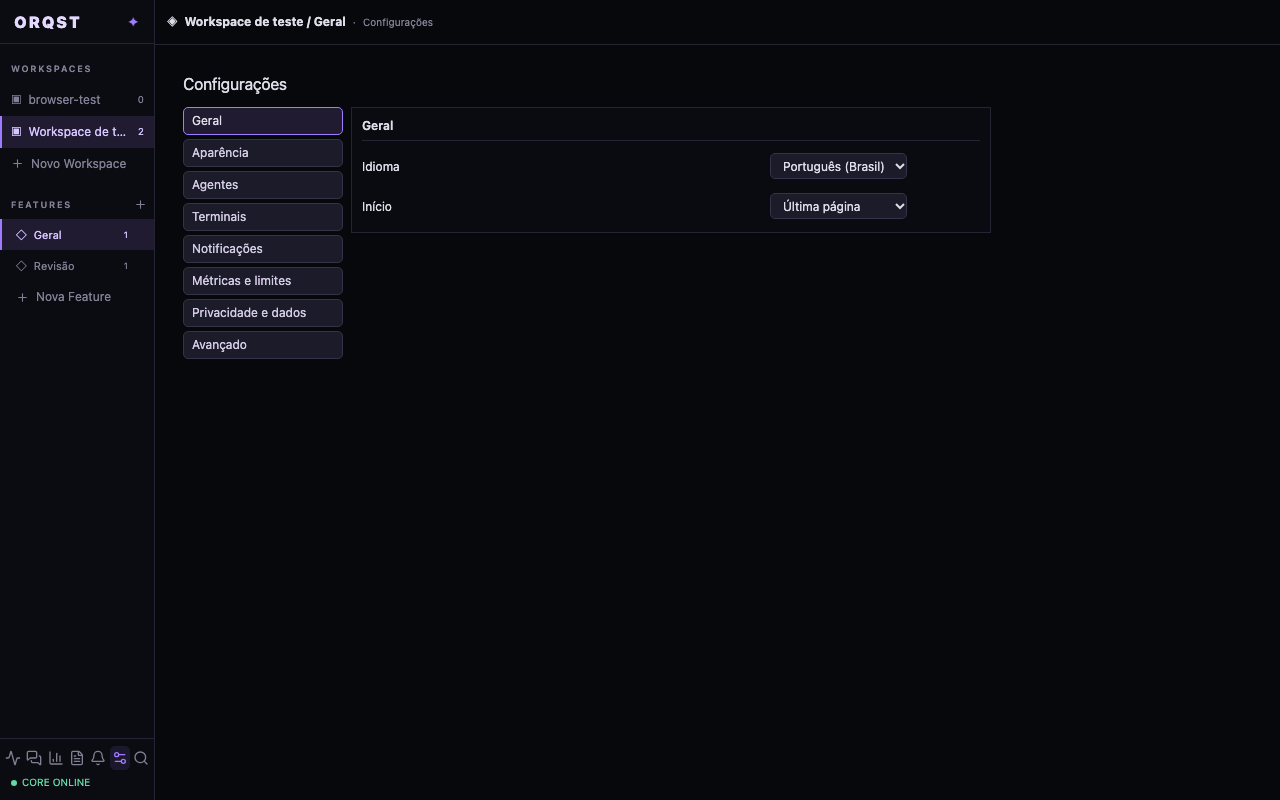 ORQST
WORKSPACES
browser-test 0
Workspace de t... 2
+ Novo Workspace
FEATURES +
Geral 1
Revisão 1
+ Nova Feature
CORE ONLINE
Workspace de teste / Geral · Configurações
Configurações
Geral
Aparência
Agentes
Terminais
Notificações
Métricas e limites
Privacidade e dados
Avançado
Geral
Idioma Português (Brasil)
Início Última página